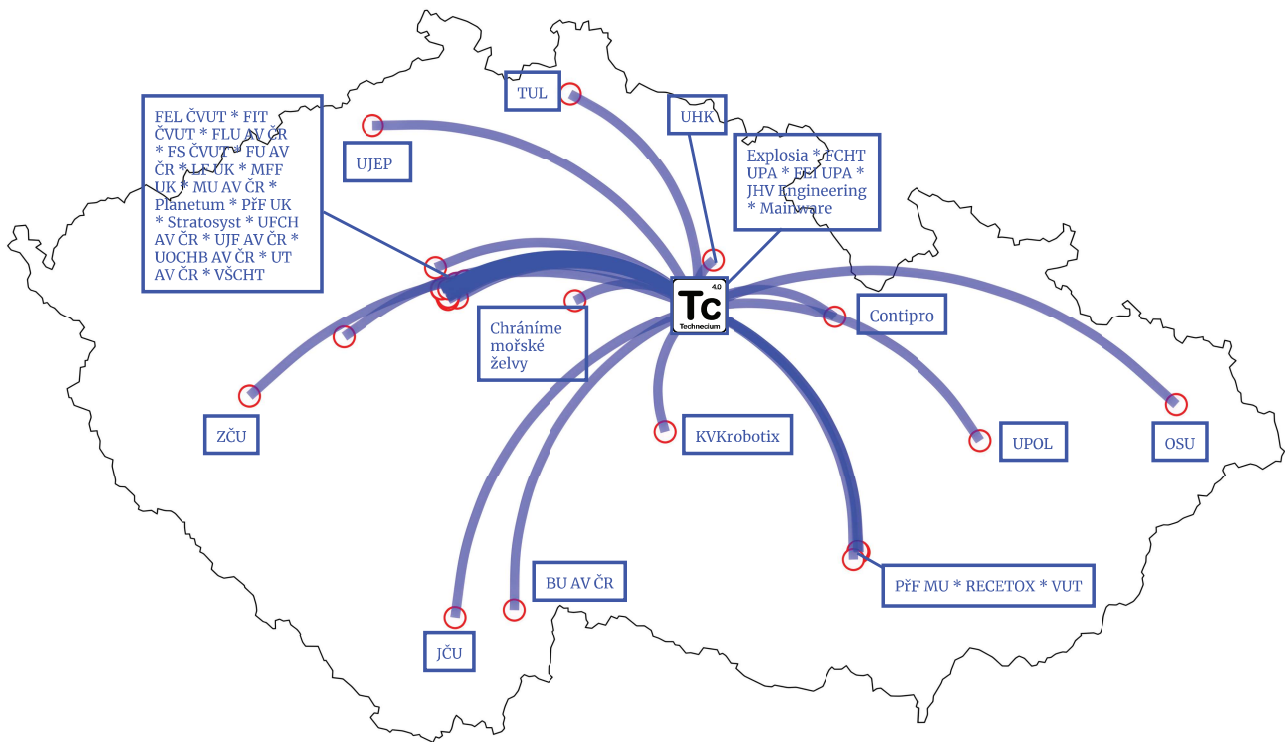 TUL
UHK
FEL ČVUT * FIT
ČVUT * FLU AV ČR
* FS ČVUT * FU AV
ČR * LF UK * MFF
UK * MU AV ČR *
Planetum * PřF UK
* Stratosyst * UFCH
AV ČR * UJF AV ČR *
UOCHB AV ČR * UT
AV ČR * VŠCHT
UJEP
Explosia * FCHT
UPA * FEI UPA *
JHV Engineering
* Mainware
4.0
Tc
Technecium
Contipro
Chráníme
mořské
želvy
ZČU
KVKrobotix
UPOL
OSU
BU AV ČR
PřF MU * RECETOX * VUT
JČU